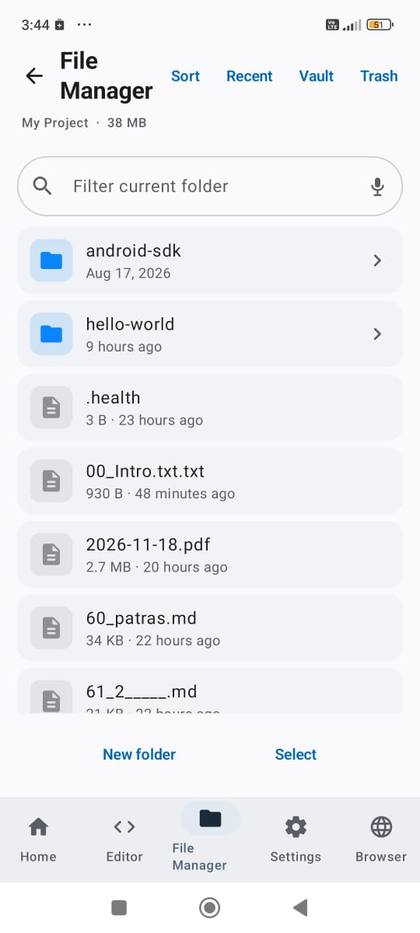 3:44
VoLTE
51
File Manager
Sort
Recent
Vault
Trash
My Project · 38 MB
Filter current folder
android-sdk
Aug 17, 2026
hello-world
9 hours ago
.health
3 B · 23 hours ago
00_Intro.txt.txt
930 B · 48 minutes ago
2026-11-18.pdf
2.7 MB · 20 hours ago
60_patras.md
34 KB · 22 hours ago
61_2_____.md
New folder
Select
Home
Editor
File Manager
Settings
Browser